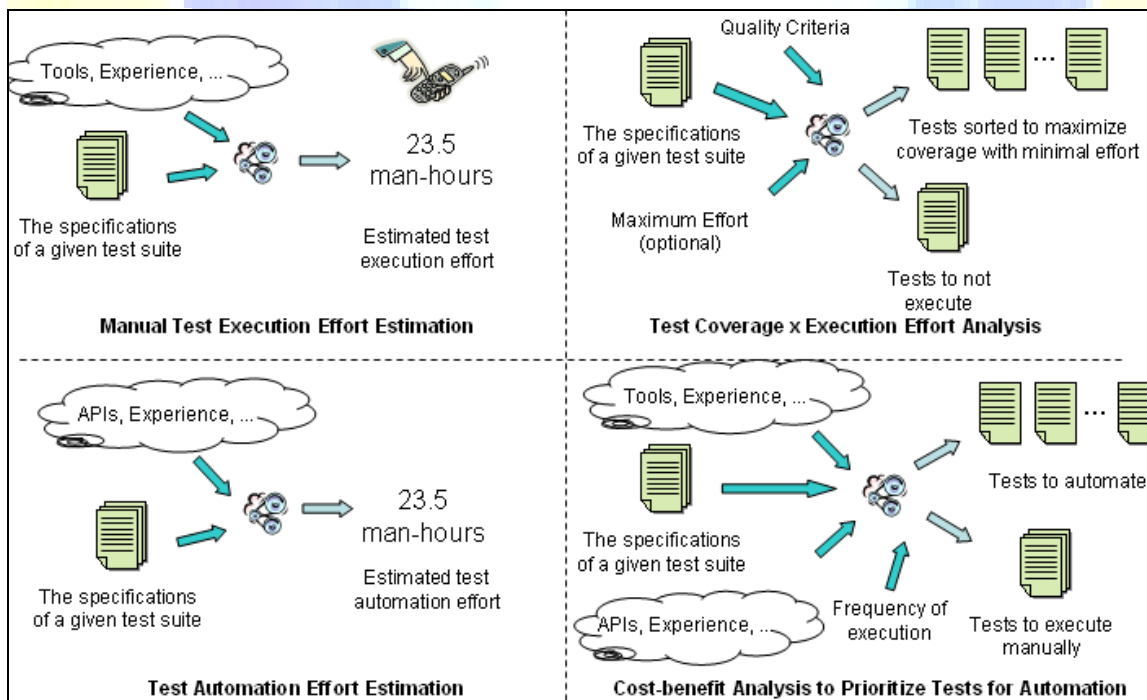 Tools, Experience, ...
The specifications
of a given test suite
23.5
man-hours
Estimated test
execution effort
Manual Test Execution Effort Estimation
Quality Criteria
The specifications
of a given test suite
Maximum Effort
(optional)
...
Tests sorted to maximize
coverage with minimal effort
Tests to not
execute
Test Coverage x Execution Effort Analysis
APIs, Experience, ...
The specifications
of a given test suite
23.5
man-hours
Estimated test
automation effort
Test Automation Effort Estimation
Tools, Experience, ...
The specifications
of a given test suite
APIs, Experience, ...
Frequency of
execution
...
Tests to automate
Tests to execute
manually
Cost-benefit Analysis to Prioritize Tests for Automation